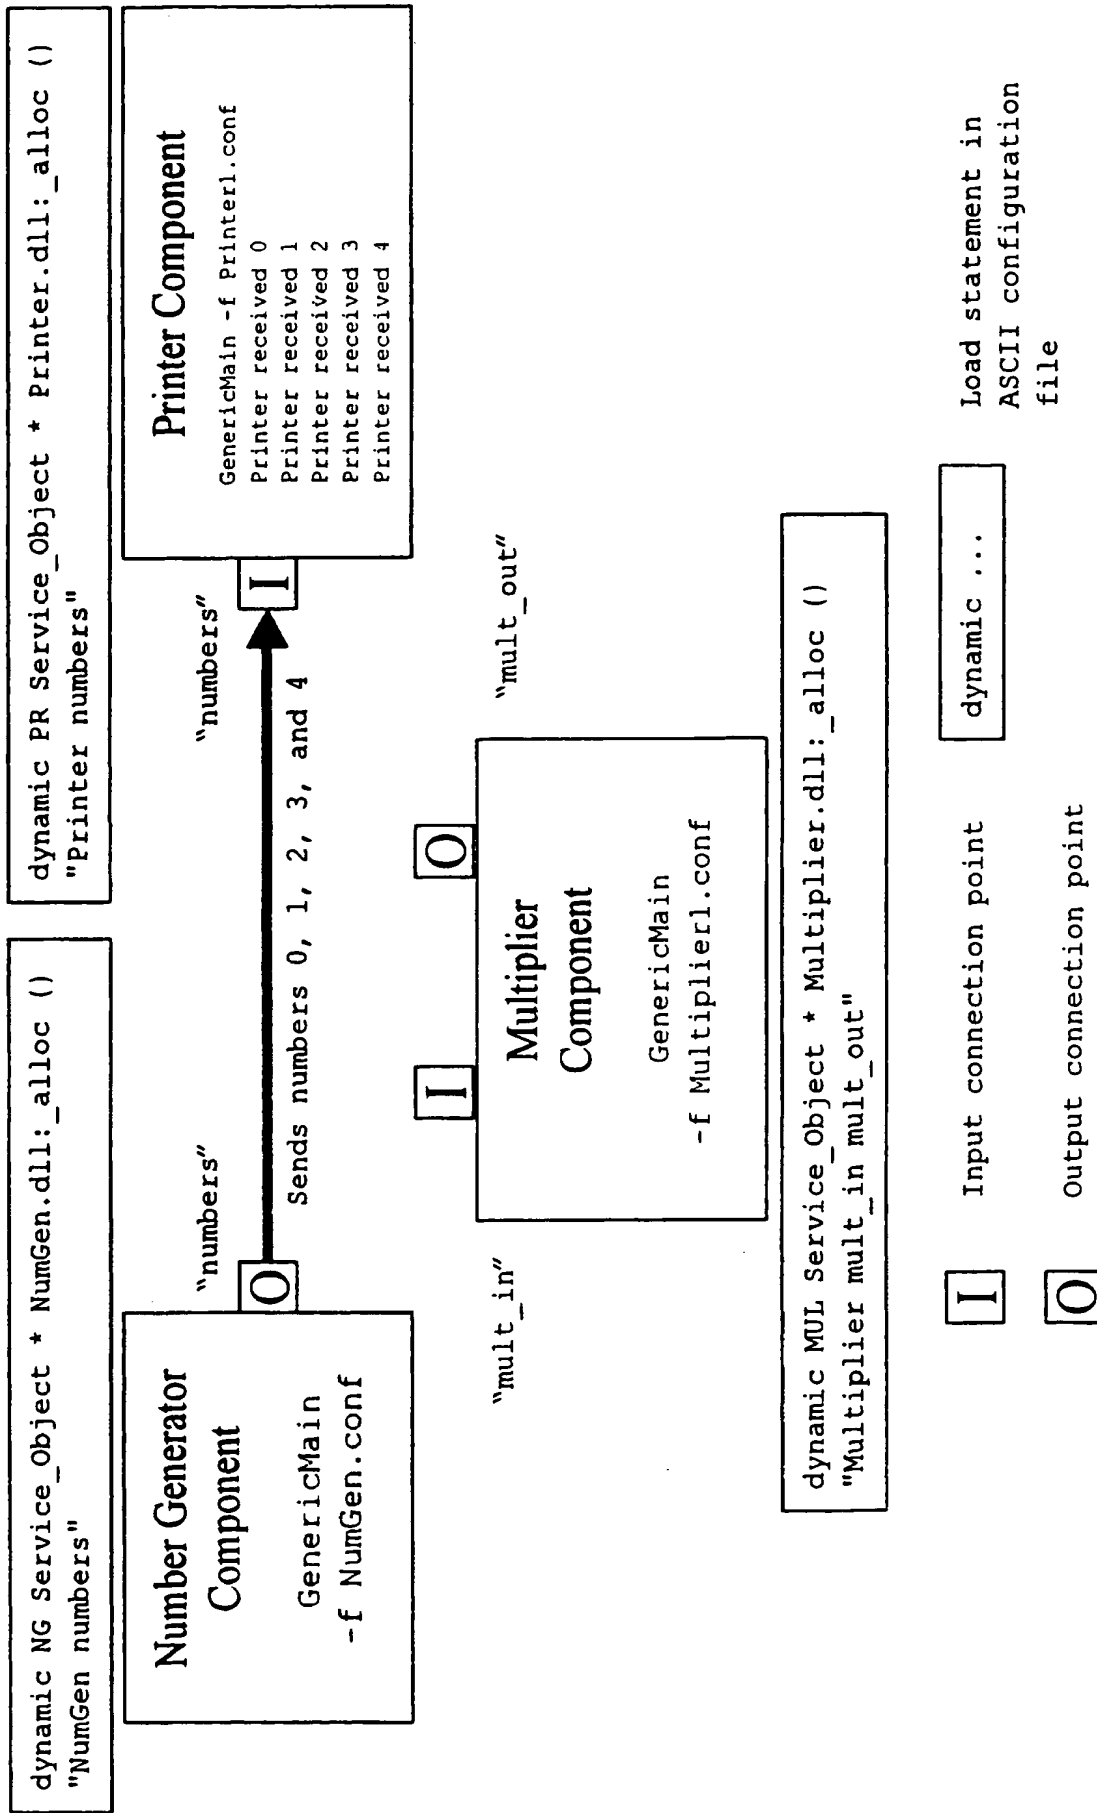 dynamic NG Service_Object * NumGen.dll:_alloc ()
"NumGen numbers"
dynamic PR Service_Object * Printer.dll:_alloc ()
"Printer numbers"
Number Generator
Component
GenericMain
-f NumGen.conf
"numbers"
O
Sends numbers 0, 1, 2, 3, and 4
"numbers"
I
Printer Component
GenericMain -f Printer1.conf
Printer received 0
Printer received 1
Printer received 2
Printer received 3
Printer received 4
"mult_in"
I
O
"mult_out"
Multiplier
Component
GenericMain
-f Multiplier1.conf
dynamic MUL Service_Object * Multiplier.dll:_alloc ()
"Multiplier mult_in mult_out"
I
Input connection point
O
Output connection point
dynamic ...
Load statement in
ASCII configuration
file